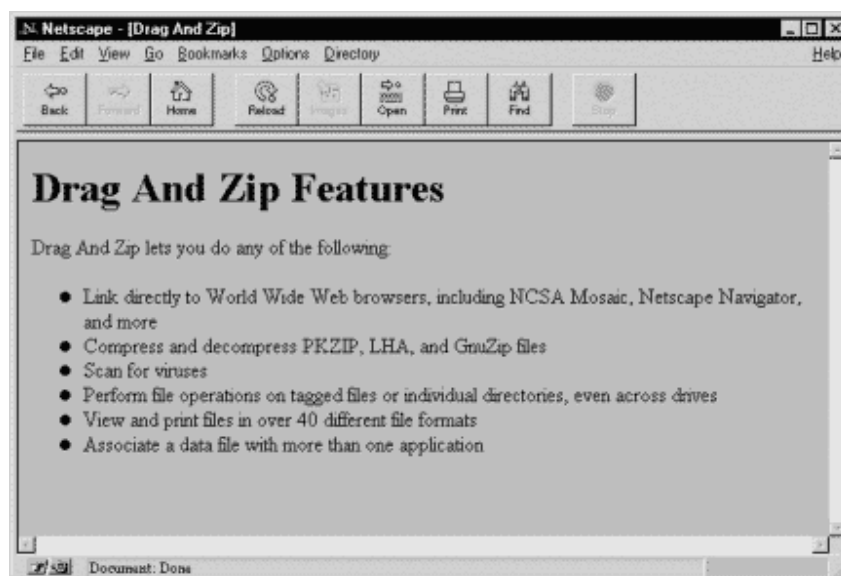 Netscape - [Drag And Zip]
File Edit View Go Bookmarks Options Directory Help
Back Forward Home Reload Images Open Print Find Stop
Drag And Zip Features
Drag And Zip lets you do any of the following:
Link directly to World Wide Web browsers, including NCSA Mosaic, Netscape Navigator,
and more
Compress and decompress PKZIP, LHA, and GnuZip files
Scan for viruses
Perform file operations on tagged files or individual directories, even across drives
View and print files in over 40 different file formats
Associate a data file with more than one application
Document: Done